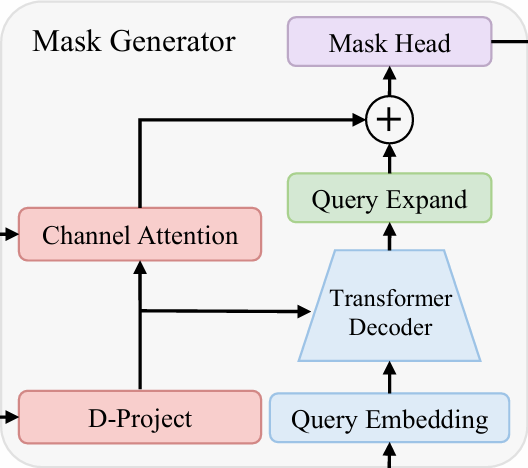 Mask Generator
Mask Head
Query Expand
Channel Attention
Transformer
Decoder
D-Project
Query Embedding